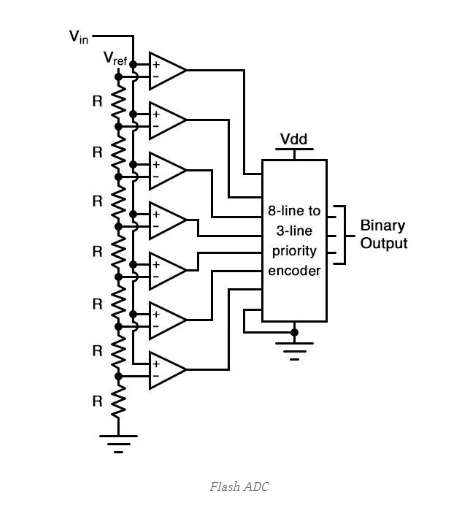 Vin
Vref
R
R
R
R
R
R
R
+
-
+
-
+
-
+
-
+
-
+
-
+
-
Vdd
8-line to
3-line
priority
encoder
Binary
Output
Flash ADC